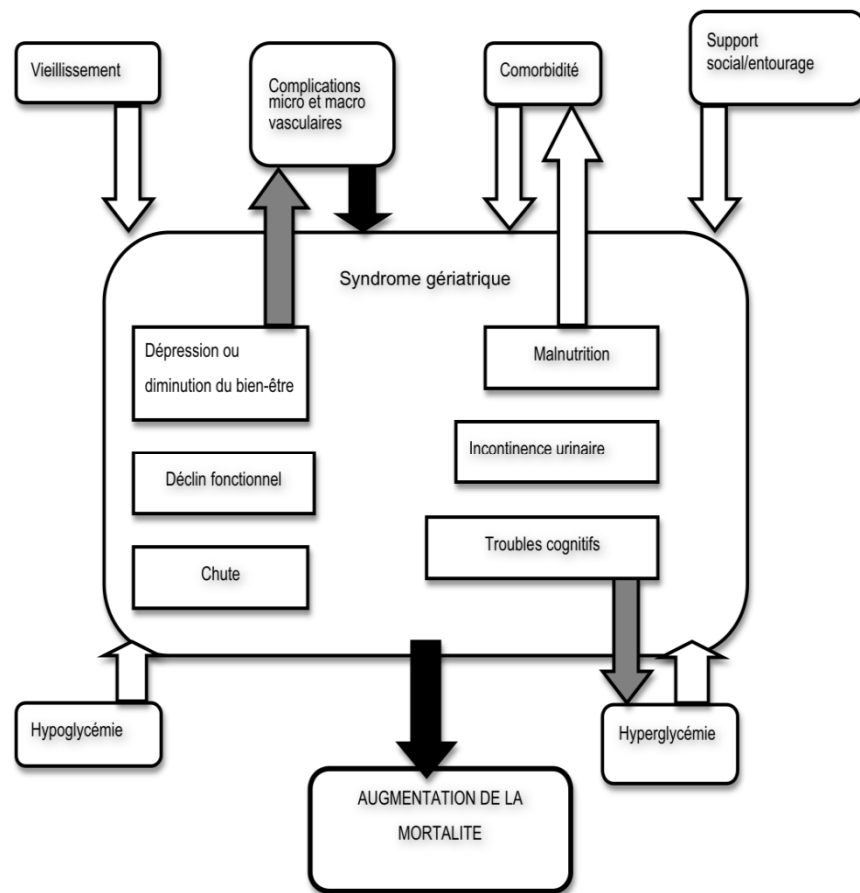 Vieillissement
Complications
micro et macro
vasculaires
Comorbidité
Support
social/entourage
Syndrome gériatrique
Dépression ou
diminution du bien-être
Malnutrition
Déclin fonctionnel
Incontinence urinaire
Chute
Troubles cognitifs
Hypoglycémie
Hyperglycémie
AUGMENTATION DE LA
MORTALITE